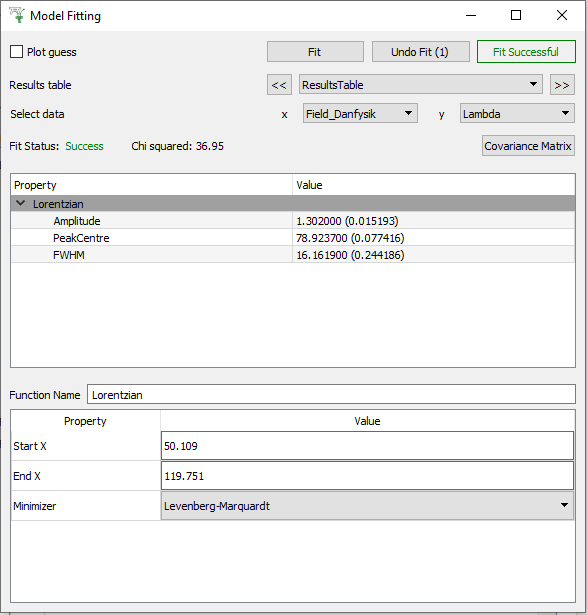 Model Fitting
Plot guess Fit Undo Fit (1) Fit Successful
Results table << ResultsTable >>
Select data x Field_Danfysik y Lambda
Fit Status: Success Chi squared: 36.95 Covariance Matrix
Property Value
Lorentzian
Amplitude 1.302000 (0.015193)
PeakCentre 78.923700 (0.077416)
FWHM 16.161900 (0.244186)
Function Name Lorentzian
Property Value
Start X 50.109
End X 119.751
Minimizer Levenberg-Marquardt